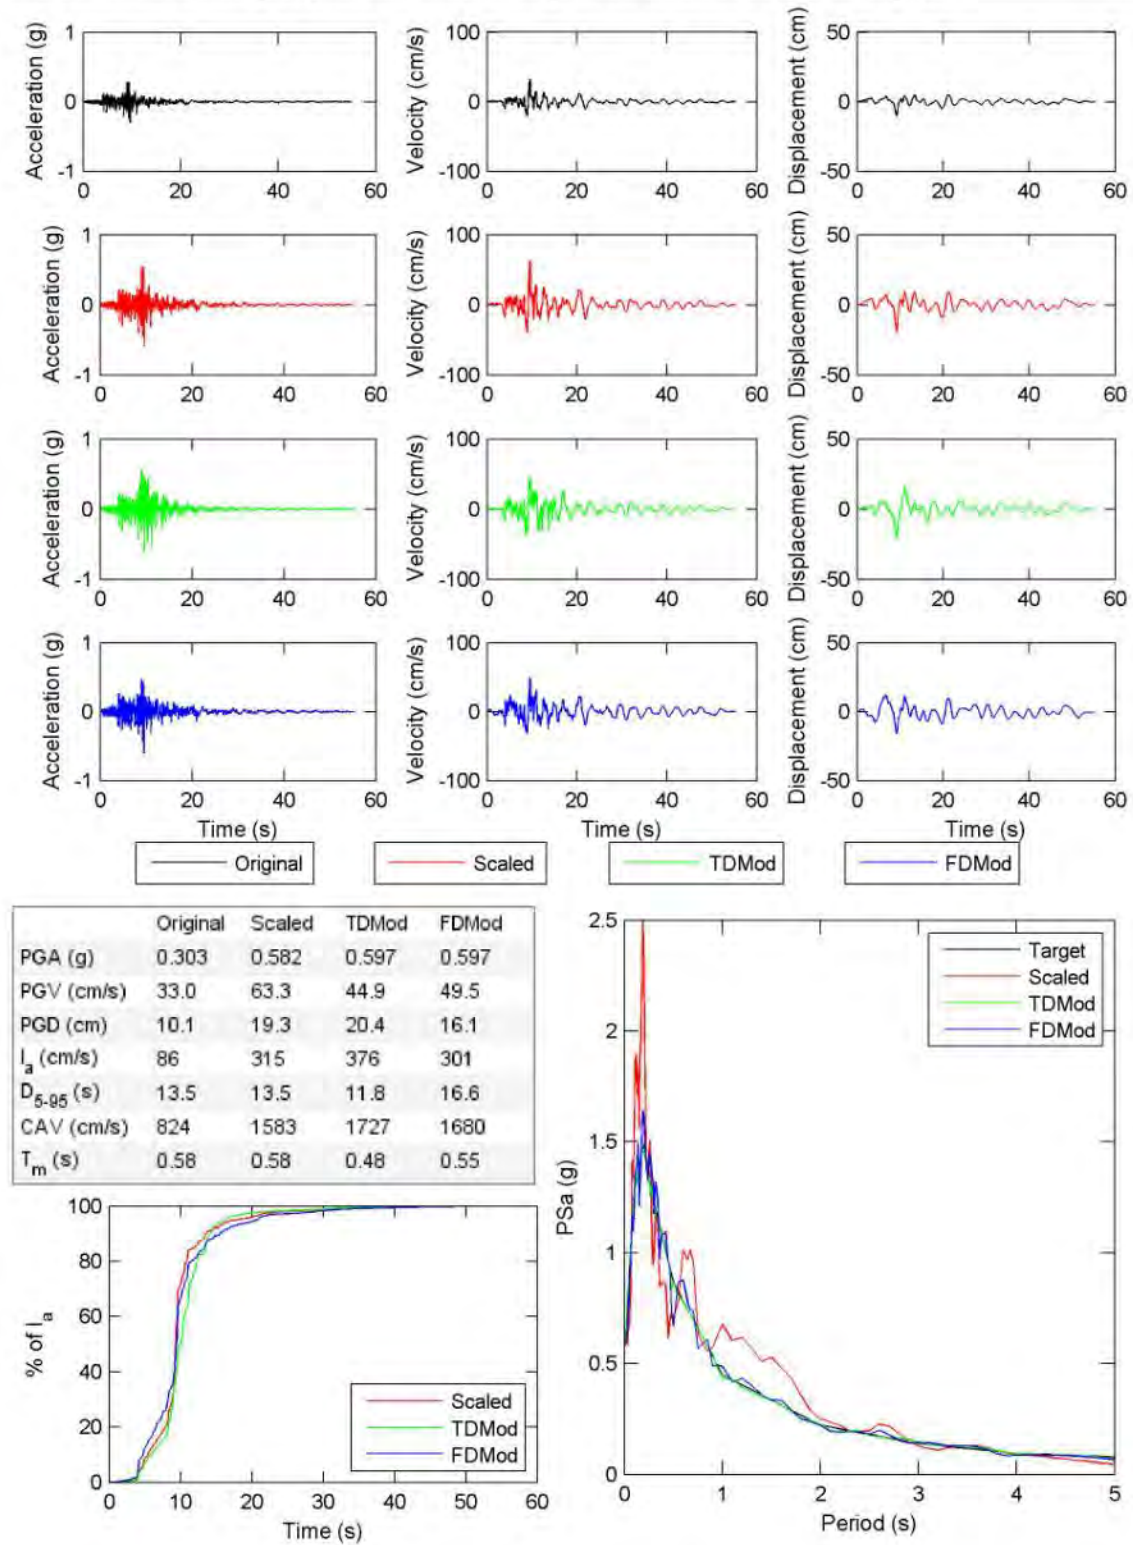 Acceleration (g)
1
0
-1
0 20 40 60
Velocity (cm/s)
100
0
-100
0 20 40 60
Displacement (cm)
50
0
-50
0 20 40 60
Acceleration (g)
1
0
-1
0 20 40 60
Velocity (cm/s)
100
0
-100
0 20 40 60
Displacement (cm)
50
0
-50
0 20 40 60
Acceleration (g)
1
0
-1
0 20 40 60
Velocity (cm/s)
100
0
-100
0 20 40 60
Displacement (cm)
50
0
-50
0 20 40 60
Acceleration (g)
1
0
-1
0 20 40 60
Time (s)
Velocity (cm/s)
100
0
-100
0 20 40 60
Time (s)
Displacement (cm)
50
0
-50
0 20 40 60
Time (s)
Original
Scaled
TDMod
FDMod
Original Scaled TDMod FDMod
PGA (g) 0.303 0.582 0.597 0.597
PGV (cm/s) 33.0 63.3 44.9 49.5
PGD (cm) 10.1 19.3 20.4 16.1
Ia (cm/s) 86 315 376 301
D5-95 (s) 13.5 13.5 11.8 16.6
CAV (cm/s) 824 1583 1727 1680
Tm (s) 0.58 0.58 0.48 0.55
% of Ia
100
80
60
40
20
0
0 10 20 30 40 50 60
Time (s)
Scaled
TDMod
FDMod
PSa (g)
2.5
2
1.5
1
0.5
0
0 1 2 3 4 5
Period (s)
Target
Scaled
TDMod
FDMod